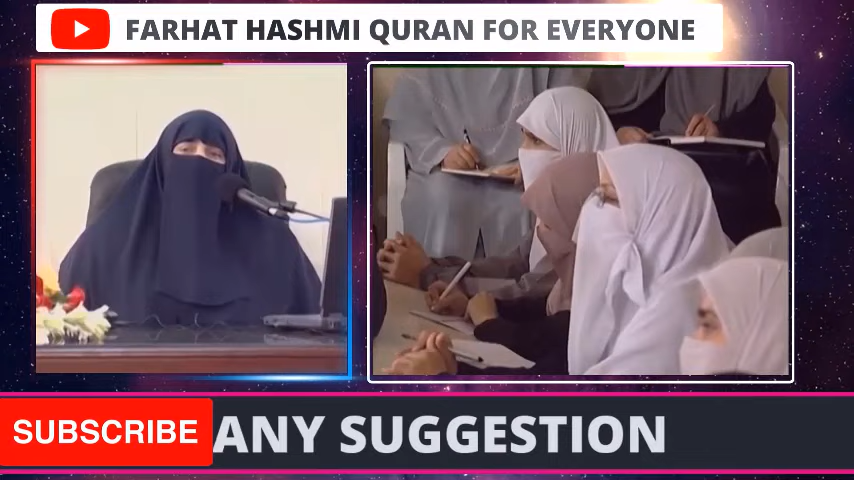 FARHAT HASHMI QURAN FOR EVERYONE
SUBSCRIBE ANY SUGGESTION